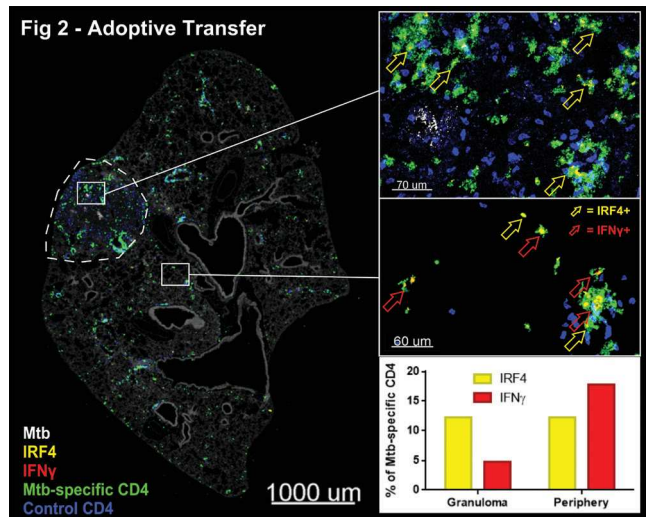 Fig 2 - Adoptive Transfer
70 um
= IRF4+
= IFNγ+
60 um
Mtb
IRF4
IFNγ
Mtb-specific CD4
Control CD4
1000 um
% of Mtb-specific CD4
20
15
10
5
0
IRF4
IFNγ
Granuloma
Periphery